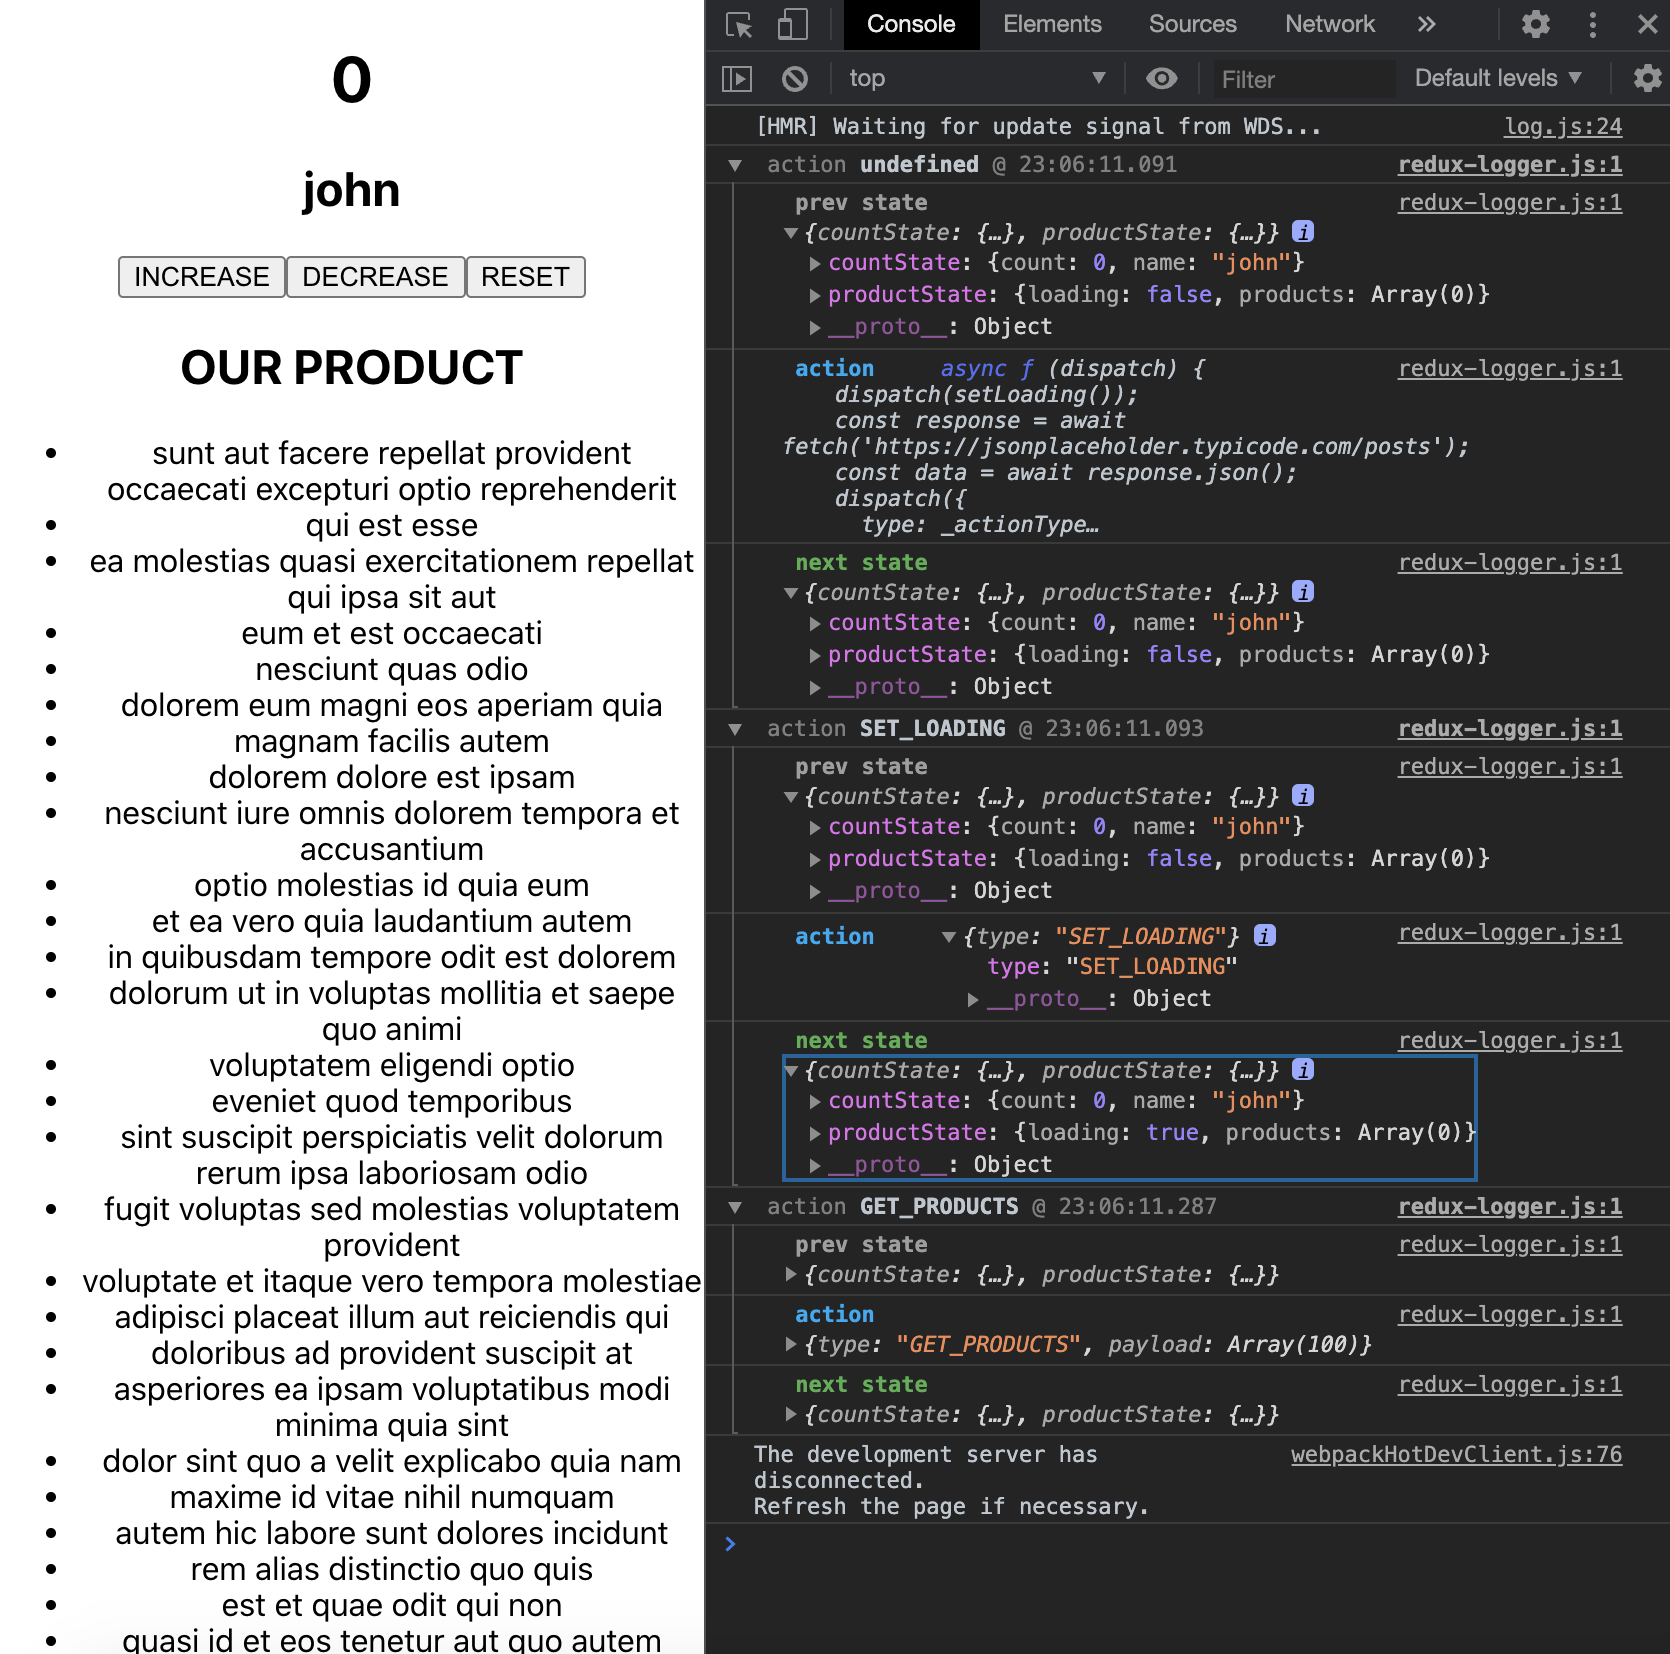 0
john
INCREASE DECREASE RESET
OUR PRODUCT
• sunt aut facere repellat provident
occaecati excepturi optio reprehenderit
• qui est esse
• ea molestias quasi exercitationem repellat
qui ipsa sit aut
• eum et est occaecati
• nesciunt quas odio
• dolorem eum magni eos aperiam quia
• magnam facilis autem
• dolorem dolore est ipsam
• nesciunt iure omnis dolorem tempora et
accusantium
• optio molestias id quia eum
• et ea vero quia laudantium autem
• in quibusdam tempore odit est dolorem
• dolorum ut in voluptas mollitia et saepe
quo animi
• voluptatem eligendi optio
• eveniet quod temporibus
• sint suscipit perspiciatis velit dolorum
rerum ipsa laboriosam odio
• fugit voluptas sed molestias voluptatem
provident
• voluptate et itaque vero tempora molestiae
• adipisci placeat illum aut reiciendis qui
• doloribus ad provident suscipit at
• asperiores ea ipsam voluptatibus modi
minima quia sint
• dolor sint quo a velit explicabo quia nam
• maxime id vitae nihil numquam
• autem hic labore sunt dolores incidunt
• rem alias distinctio quo quis
• est et quae odit qui non
• quasi id et eos tenetur aut quo autem
Console Elements Sources Network »
top Filter Default levels
[HMR] Waiting for update signal from WDS... log.js:24
action undefined @ 23:06:11.091 redux-logger.js:1
prev state redux-logger.js:1
{countState: {…}, productState: {…}} i
countState: {count: 0, name: "john"}
productState: {loading: false, products: Array(0)}
__proto__: Object
action async ƒ (dispatch) { redux-logger.js:1
dispatch(setLoading());
const response = await
fetch('https://jsonplaceholder.typicode.com/posts');
const data = await response.json();
dispatch({
type: _actionType…
next state redux-logger.js:1
{countState: {…}, productState: {…}} i
countState: {count: 0, name: "john"}
productState: {loading: false, products: Array(0)}
__proto__: Object
action SET_LOADING @ 23:06:11.093 redux-logger.js:1
prev state redux-logger.js:1
{countState: {…}, productState: {…}} i
countState: {count: 0, name: "john"}
productState: {loading: false, products: Array(0)}
__proto__: Object
action {type: "SET_LOADING"} i redux-logger.js:1
type: "SET_LOADING"
__proto__: Object
next state redux-logger.js:1
{countState: {…}, productState: {…}} i
countState: {count: 0, name: "john"}
productState: {loading: true, products: Array(0)}
__proto__: Object
action GET_PRODUCTS @ 23:06:11.287 redux-logger.js:1
prev state redux-logger.js:1
{countState: {…}, productState: {…}}
action redux-logger.js:1
{type: "GET_PRODUCTS", payload: Array(100)}
next state redux-logger.js:1
{countState: {…}, productState: {…}}
The development server has webpackHotDevClient.js:76
disconnected.
Refresh the page if necessary.
>